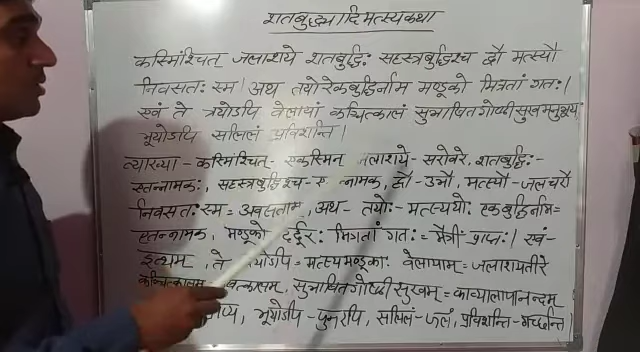 शतबुद्ध्यादिमत्स्यकथा
कस्मिंश्चित् जलाशये शतबुद्धिः सहस्त्रबुद्धिश्च द्वौ मत्स्यौ
निवसतः स्म। अथ तयोरेकबुद्धिर्नाम मण्डूको मित्रतां गतः।
एवं ते त्रयोऽपि वेलायां कञ्चित्कालं सुभाषितगोष्ठीसुखमनुभूय
भूयोऽपि सलिलं प्रविशन्ति।
व्याख्या - कस्मिंश्चित्- एकस्मिन् जलाशये- सरोवरे, शतबुद्धिः-
एतन्नामकः, सहस्त्रबुद्धिश्च- द्वौ- उभौ, मत्स्यौ- जलचरौ
निवसतः स्म= अवसताम्, अथ- तयोः- मत्स्ययोः एकबुद्धिर्नाम=
एतन्नामक, मण्डूको दर्दुरः मित्रतां गतः= मैत्रीं प्राप्तः। एवं-
इत्थम्, ते त्रयोऽपि= मत्स्यमण्डूकाः वेलायाम्= जलाशयतीरे
कञ्चित्कालम् सुभाषितगोष्ठीसुखम्= काव्यालापानन्दम्
भूयोऽपि- पुनरपि, सलिलं- जलं, प्रविशन्ति- गच्छन्ति।